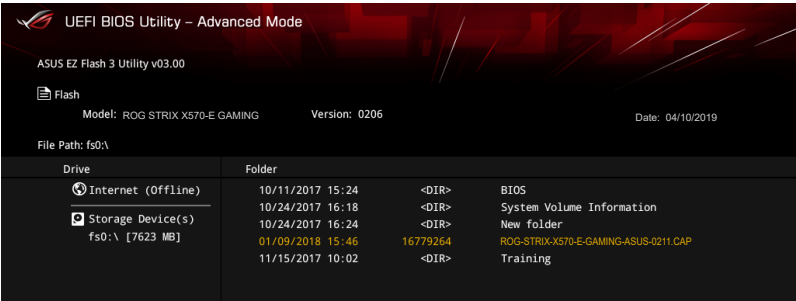 UEFI BIOS Utility – Advanced Mode
ASUS EZ Flash 3 Utility v03.00
Flash
Model: ROG STRIX X570-E GAMING Version: 0206 Date: 04/10/2019
File Path: fs0:\
Drive Folder
Internet (Offline) 10/11/2017 15:24 <DIR> BIOS
10/24/2017 16:18 <DIR> System Volume Information
Storage Device(s) 10/24/2017 16:24 <DIR> New folder
fs0:\ [7623 MB] 01/09/2018 15:46 16779264 ROG-STRIX-X570-E-GAMING-ASUS-0211.CAP
11/15/2017 10:02 <DIR> Training